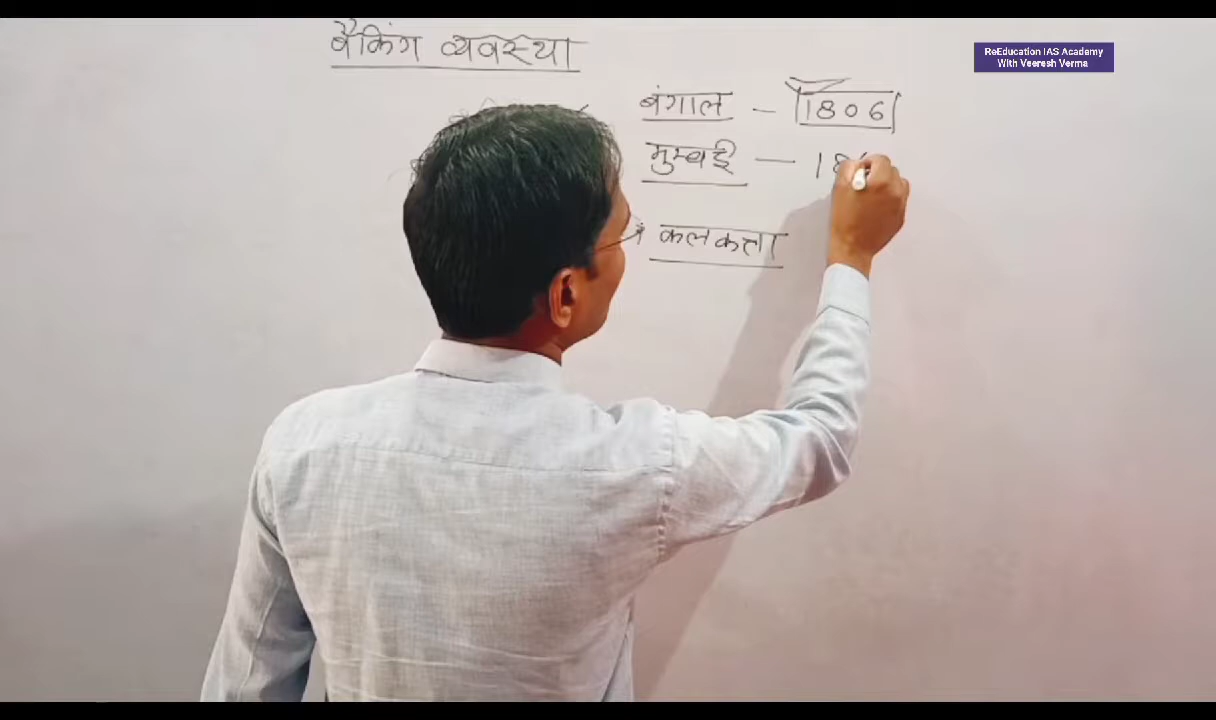 बैंकिंग व्यवस्था
ReEducation IAS Academy
With Veeresh Verma
बंगाल – 1806
मुम्बई – 18
कलकत्ता